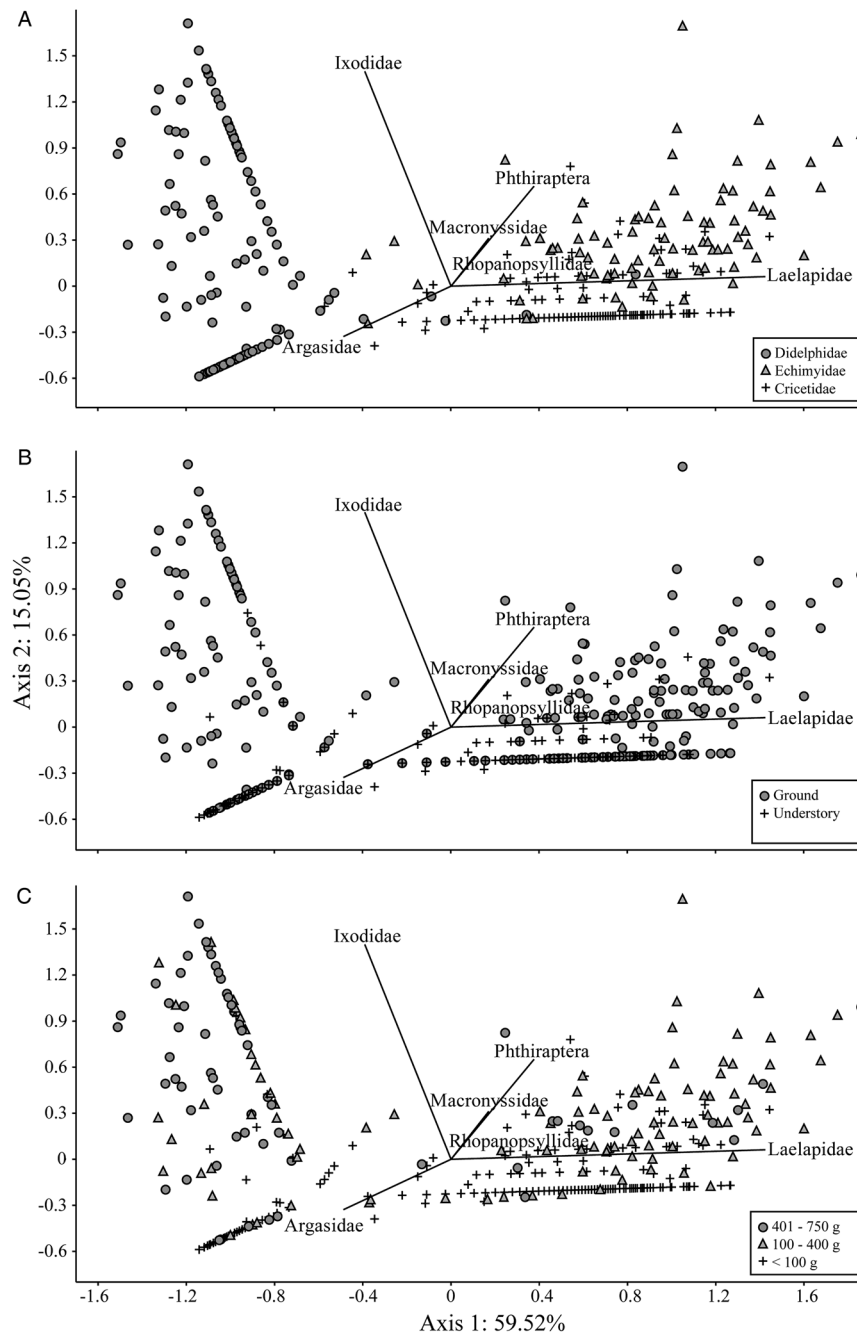 A
1.5
1.2
0.9
0.6
0.3
0
-0.3
-0.6
Ixodidae
Phthiraptera
Macronyssidae
Rhopanopsyllidae
Laelapidae
Argasidae
Didelphidae
Echimyidae
Cricetidae
B
Axis 2: 15.05%
1.5
1.2
0.9
0.6
0.3
0
-0.3
-0.6
Ixodidae
Phthiraptera
Macronyssidae
Rhopanopsyllidae
Laelapidae
Argasidae
Ground
Understory
C
1.5
1.2
0.9
0.6
0.3
0
-0.3
-0.6
Ixodidae
Phthiraptera
Macronyssidae
Rhopanopsyllidae
Laelapidae
Argasidae
401 - 750 g
100 - 400 g
< 100 g
-1.6 -1.2 -0.8 -0.4 0 0.4 0.8 1.2 1.6
Axis 1: 59.52%